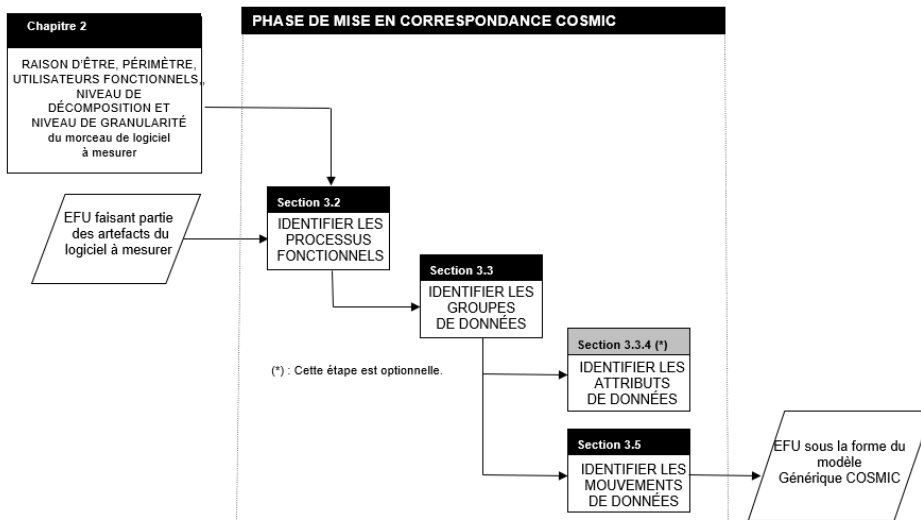 Chapitre 2
RAISON D'ÊTRE, PÉRIMÈTRE,
UTILISATEURS FONCTIONNELS,,
NIVEAU DE
DÉCOMPOSITION ET
NIVEAU DE GRANULARITÉ
du morceau de logiciel
à mesurer
PHASE DE MISE EN CORRESPONDANCE COSMIC
EFU faisant partie
des artefacts du
logiciel à mesurer
Section 3.2
IDENTIFIER LES
PROCESSUS
FONCTIONNELS
Section 3.3
IDENTIFIER LES
GROUPES
DE DONNÉES
(*) : Cette étape est optionnelle.
Section 3.3.4 (*)
IDENTIFIER LES
ATTRIBUTS
DE DONNÉES
Section 3.5
IDENTIFIER LES
MOUVEMENTS
DE DONNÉES
EFU sous la forme du
modèle
Générique COSMIC